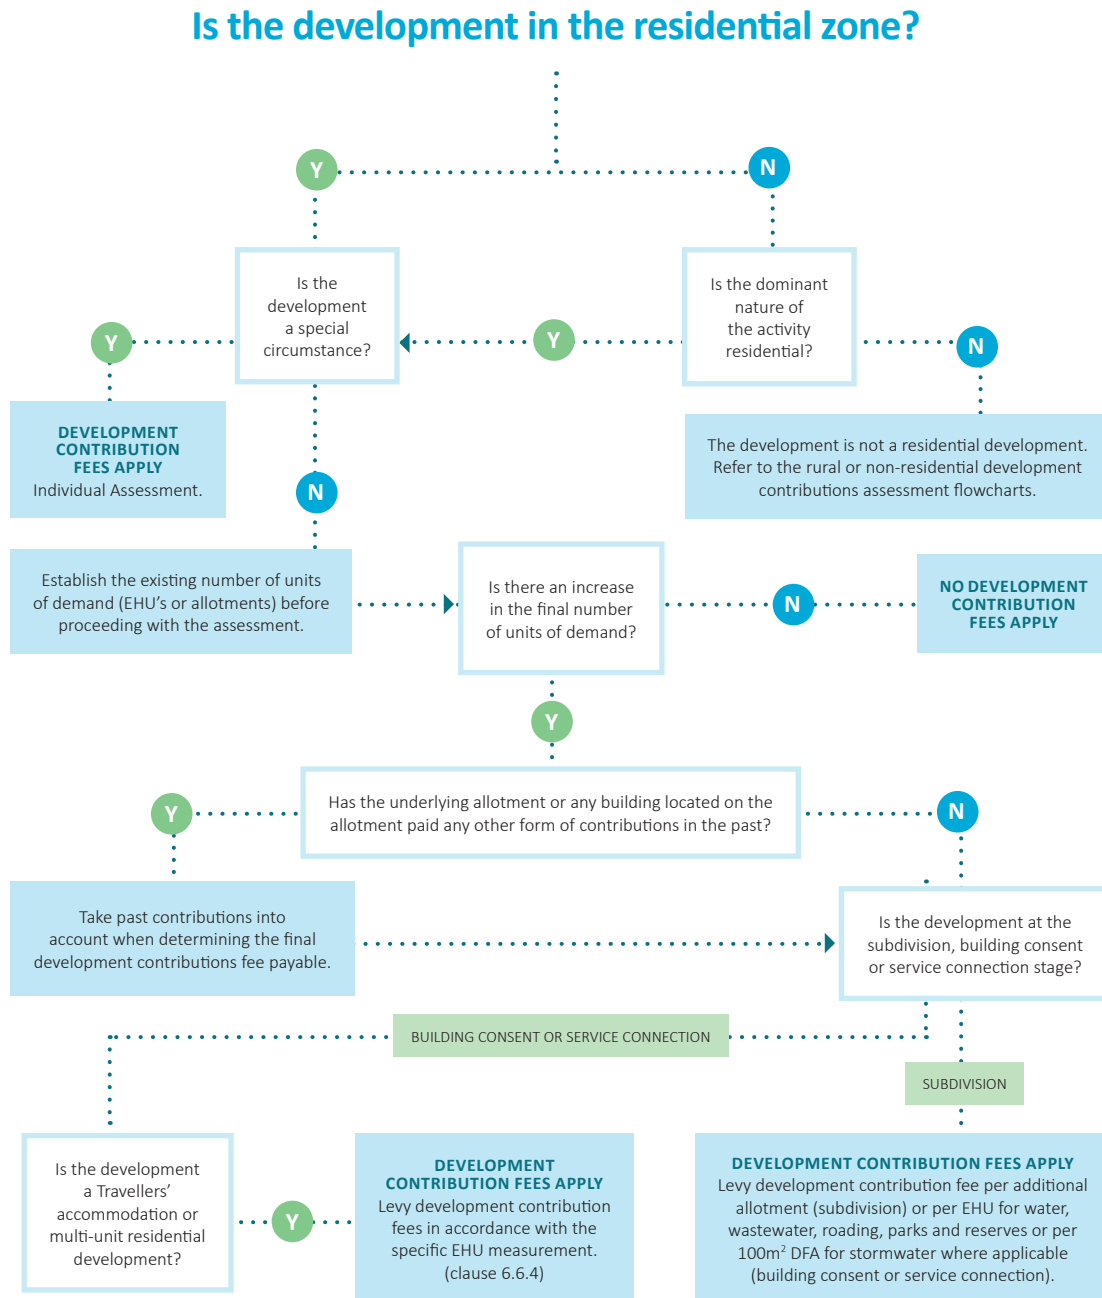 Is the development in the residential zone?
Y
N
Is the
development
a special
circumstance?
Is the dominant
nature of
the activity
residential?
Y
Y
N
DEVELOPMENT
CONTRIBUTION
FEES APPLY
Individual Assessment.
The development is not a residential development.
Refer to the rural or non-residential development
contributions assessment flowcharts.
N
Establish the existing number of units
of demand (EHU's or allotments) before
proceeding with the assessment.
Is there an increase
in the final number
of units of demand?
N
NO DEVELOPMENT
CONTRIBUTION
FEES APPLY
Y
Has the underlying allotment or any building located on the
allotment paid any other form of contributions in the past?
Y
N
Take past contributions into
account when determining the final
development contributions fee payable.
Is the development at the
subdivision, building consent
or service connection stage?
BUILDING CONSENT OR SERVICE CONNECTION
SUBDIVISION
Is the development
a Travellers'
accommodation or
multi-unit residential
development?
Y
DEVELOPMENT
CONTRIBUTION FEES APPLY
Levy development contribution
fees in accordance with the
specific EHU measurement.
(clause 6.6.4)
DEVELOPMENT CONTRIBUTION FEES APPLY
Levy development contribution fee per additional
allotment (subdivision) or per EHU for water,
wastewater, roading, parks and reserves or per
100m² DFA for stormwater where applicable
(building consent or service connection).